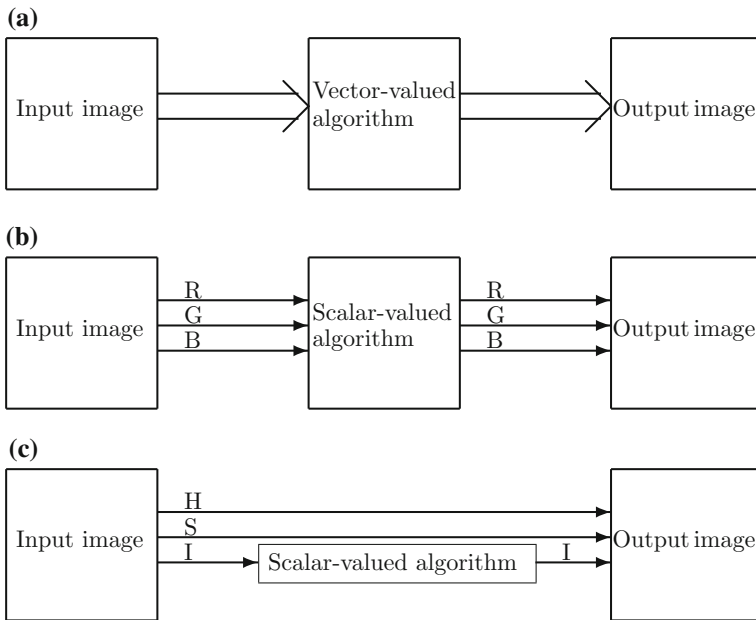 (a)
Input image
Vector-valued
algorithm
Output image
(b)
Input image
R
G
B
Scalar-valued
algorithm
R
G
B
Output image
(c)
Input image
H
S
I
Scalar-valued algorithm
I
Output image